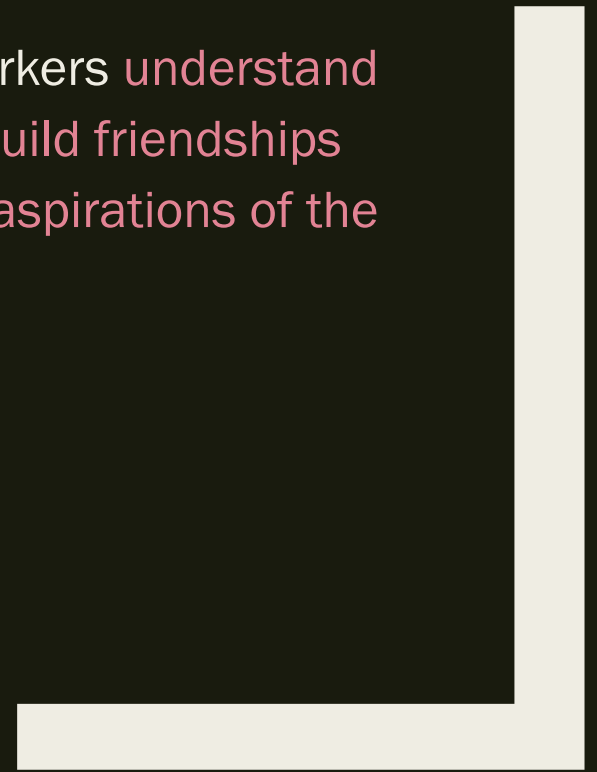 rkers understand
uild friendships
aspirations of the